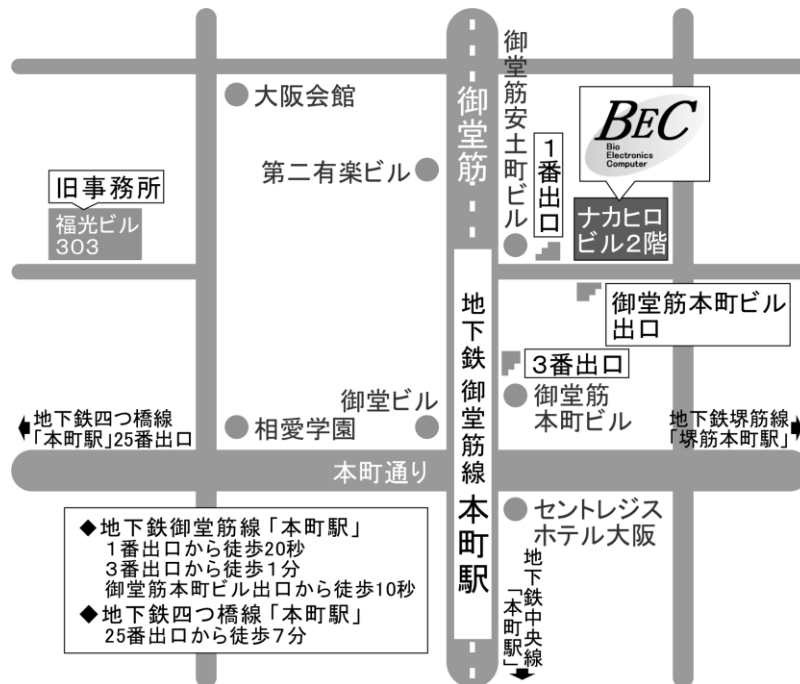 大阪会館
御堂筋
御堂筋安土町ビル
BEC
Bio
Electronics
Computer
1番出口
第二有楽ビル
旧事務所
福光ビル
303
ナカヒロ
ビル2階
御堂筋本町ビル
出口
地下鉄 御堂筋線 本町駅
3番出口
御堂筋
本町ビル
御堂ビル
相愛学園
地下鉄四つ橋線
「本町駅」25番出口
地下鉄堺筋線
「堺筋本町駅」
本町通り
セントレジス
ホテル大阪
地下鉄中央線
「本町駅」
◆地下鉄御堂筋線「本町駅」
1番出口から徒歩20秒
3番出口から徒歩1分
御堂筋本町ビル出口から徒歩10秒
◆地下鉄四つ橋線「本町駅」
25番出口から徒歩7分